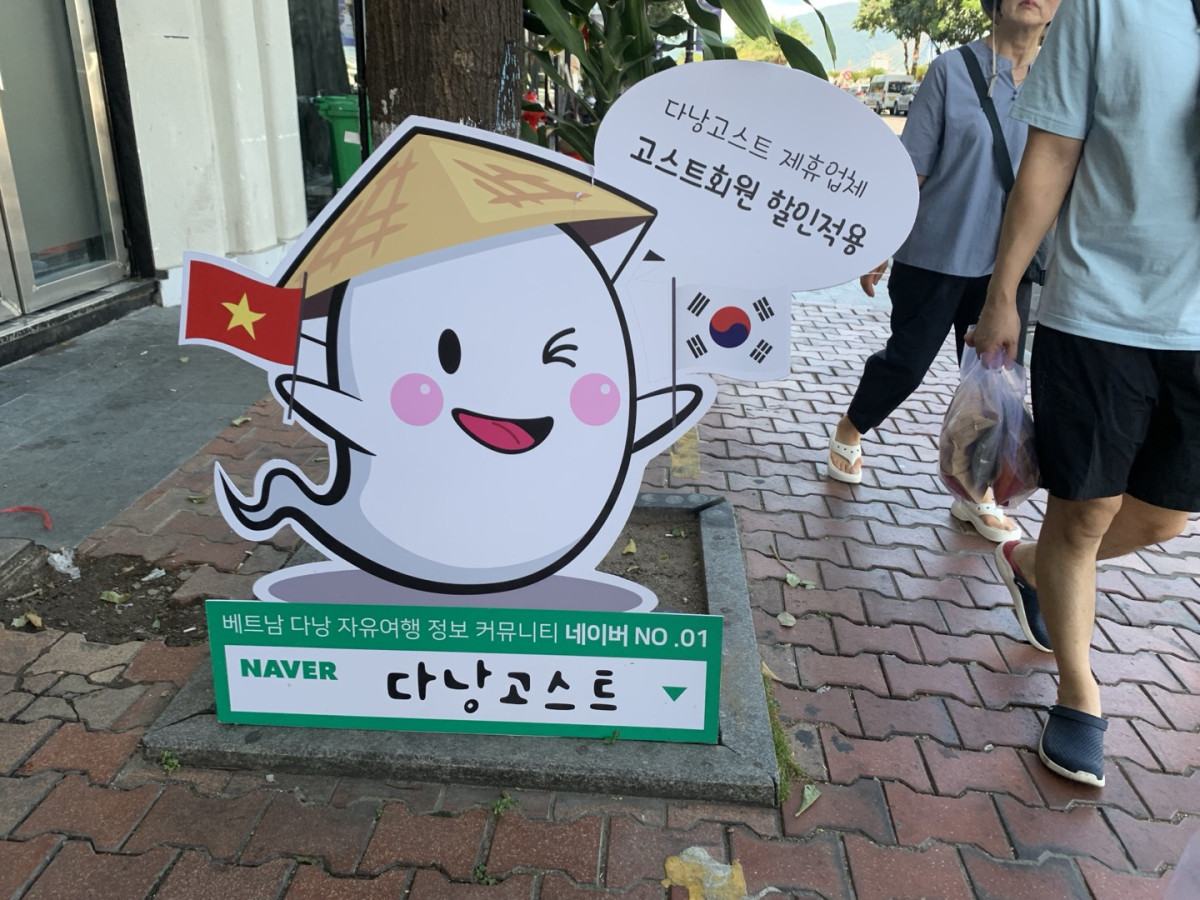 다낭고스트 제휴업체
고스트회원 할인적용
베트남 다낭 자유여행 정보 커뮤니티 네이버 NO.01
NAVER 다낭고스트